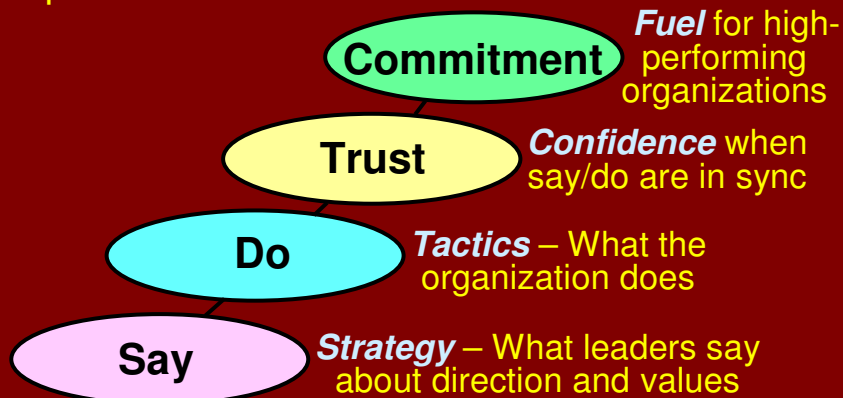 Commitment
Fuel for high-
performing
organizations
Trust
Confidence when
say/do are in sync
Do
Tactics – What the
organization does
Say
Strategy – What leaders say
about direction and values